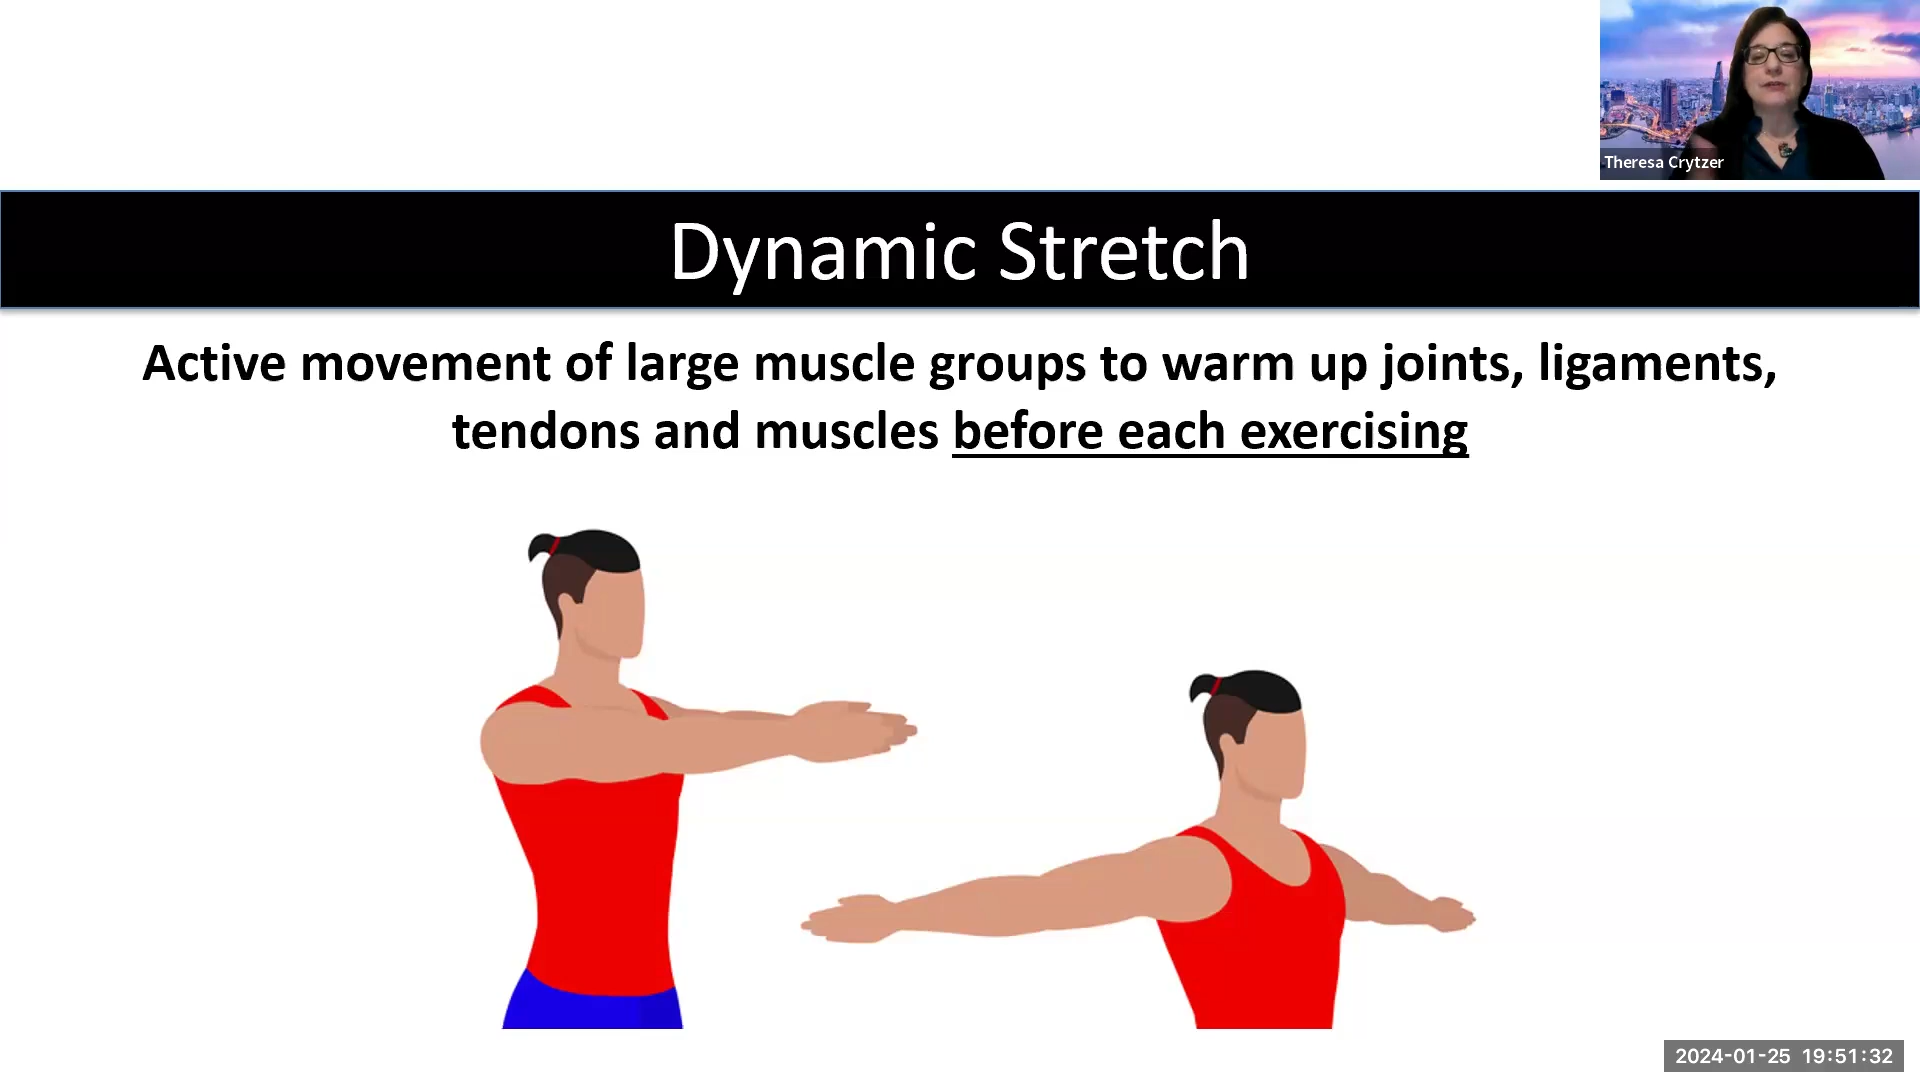 Theresa Crytzer
Dynamic Stretch
Active movement of large muscle groups to warm up joints, ligaments,
tendons and muscles before each exercising
2024-01-25 19:51:32